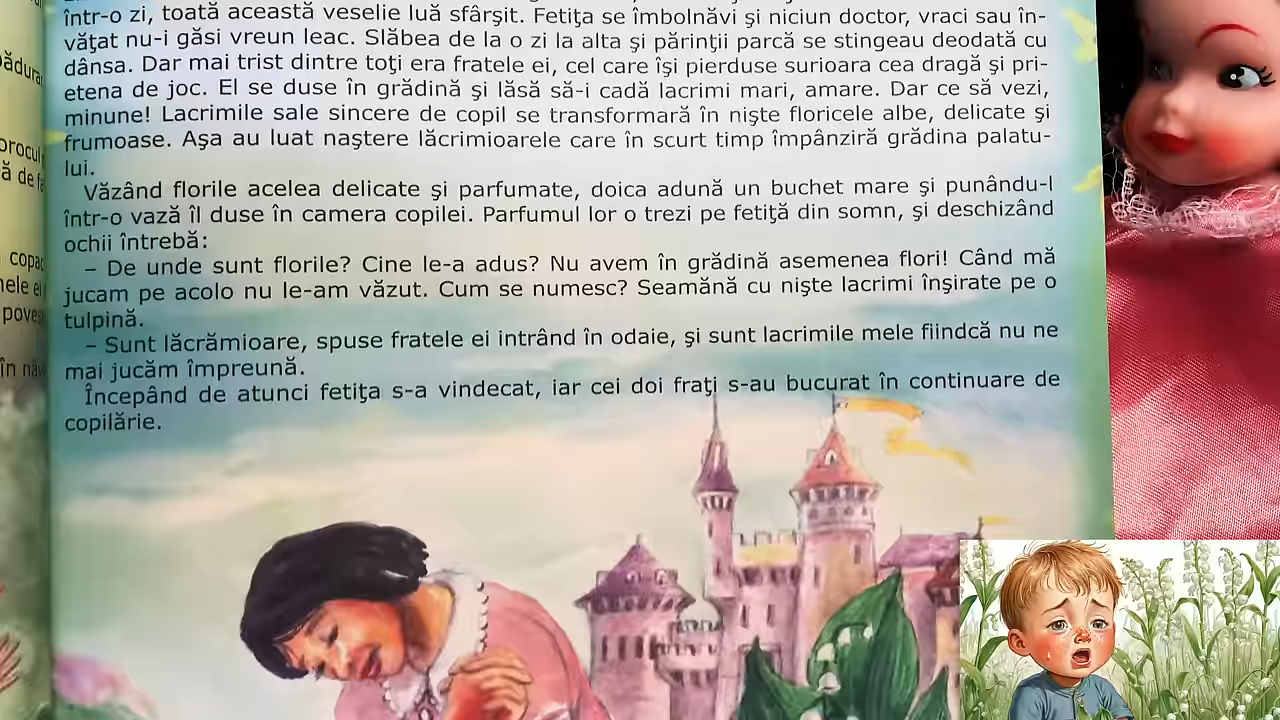 într-o zi, toată această veselie luă sfârşit. Fetiţa se îmbolnăvi şi niciun doctor, vraci sau în-
văţat nu-i găsi vreun leac. Slăbea de la o zi la alta şi părinţii parcă se stingeau deodată cu
dânsa. Dar mai trist dintre toţi era fratele ei, cel care îşi pierduse surioara cea dragă şi pri-
etena de joc. El se duse în grădină şi lăsă să-i cadă lacrimi mari, amare. Dar ce să vezi,
minune! Lacrimile sale sincere de copil se transformară în nişte floricele albe, delicate şi
frumoase. Aşa au luat naştere lăcrimioarele care în scurt timp împânziră grădina palatu-
lui.
Văzând florile acelea delicate şi parfumate, doica adună un buchet mare şi punându-l
într-o vază îl duse în camera copilei. Parfumul lor o trezi pe fetiţă din somn, şi deschizând
ochii întrebă:
– De unde sunt florile? Cine le-a adus? Nu avem în grădină asemenea flori! Când mă
jucam pe acolo nu le-am văzut. Cum se numesc? Seamănă cu nişte lacrimi înşirate pe o
tulpină.
– Sunt lăcrămioare, spuse fratele ei intrând în odaie, şi sunt lacrimile mele fiindcă nu ne
mai jucăm împreună.
Începând de atunci fetiţa s-a vindecat, iar cei doi fraţi s-au bucurat în continuare de
copilărie.